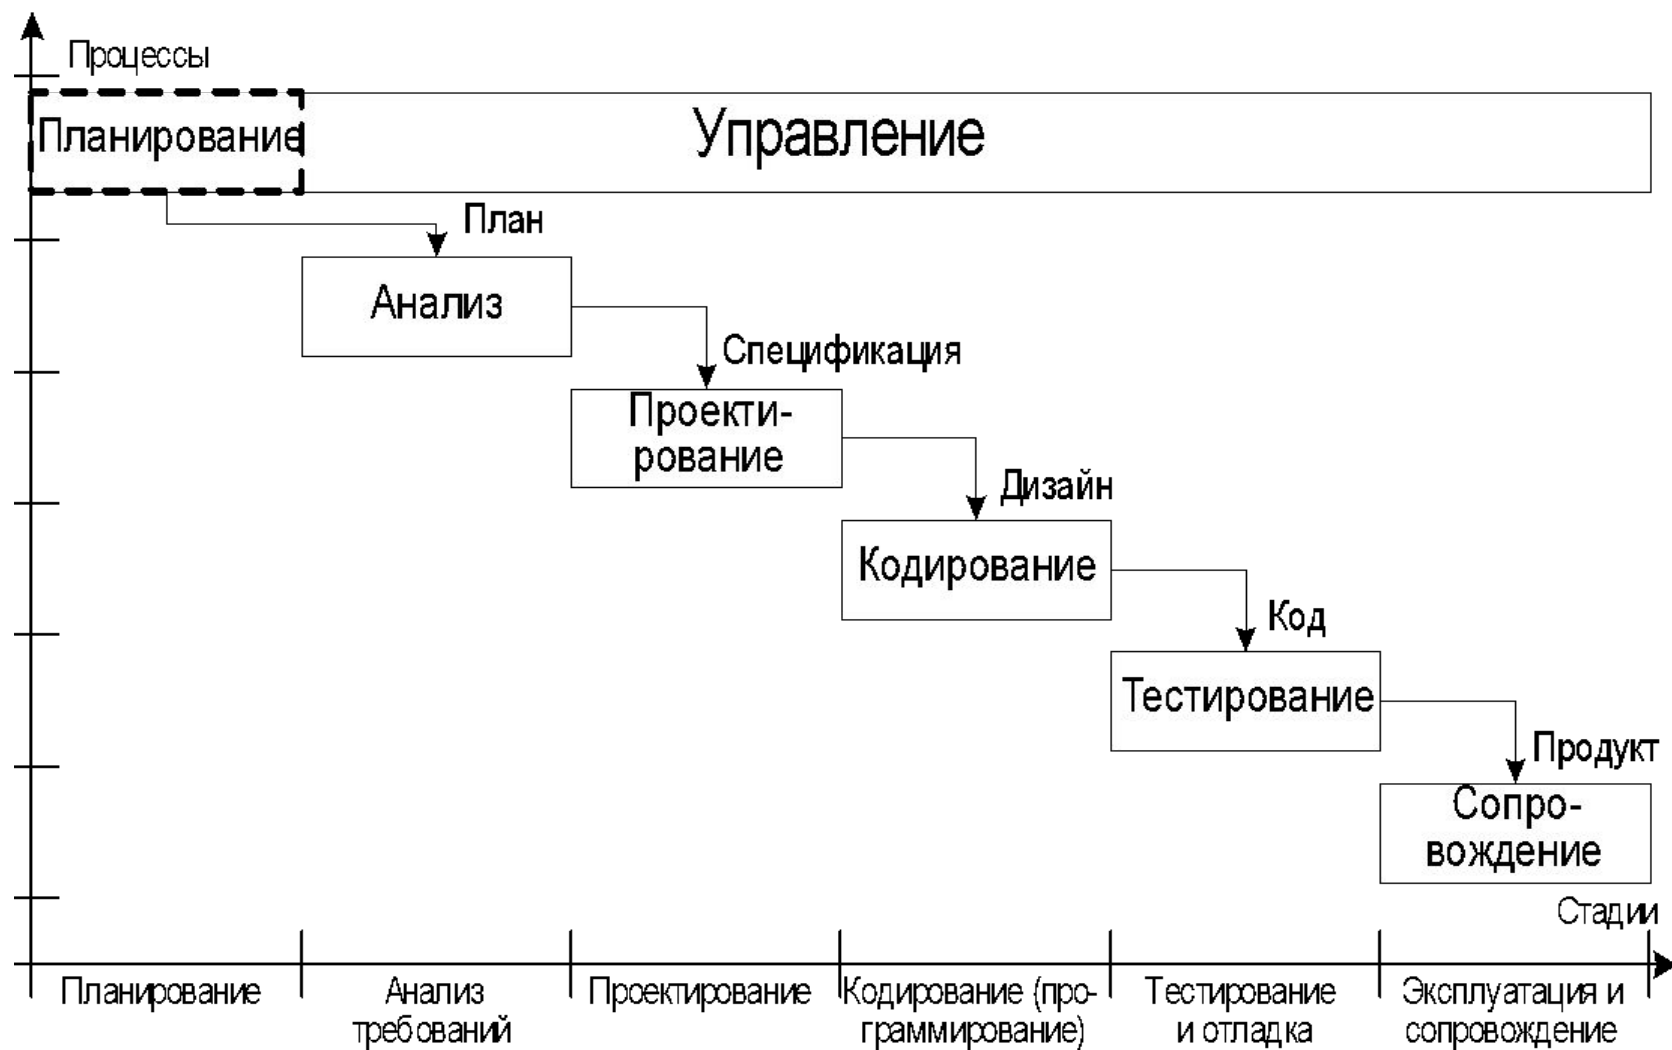 Процессы
Планирование
Управление
План
Анализ
Спецификация
Проекти-
рование
Дизайн
Кодирование
Код
Тестирование
Продукт
Сопро-
вождение
Стадии
Планирование
Анализ
требований
Проектирование
Кодирование (про-
граммирование)
Тестирование
и отладка
Эксплуатация и
сопровождение